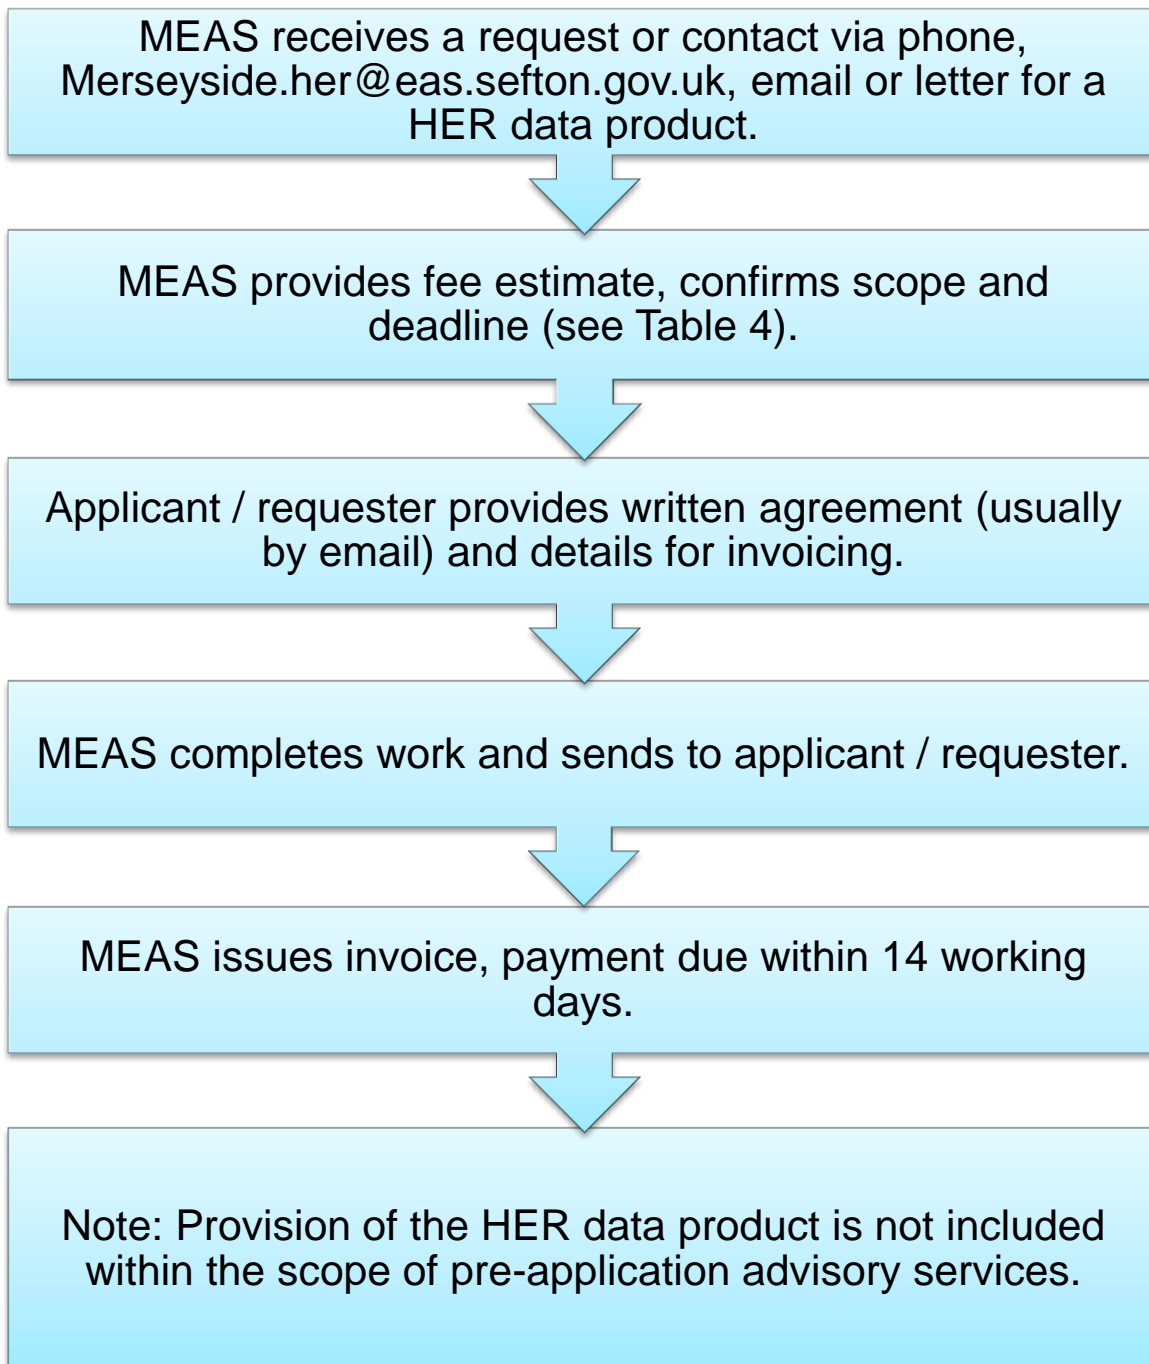 MEAS receives a request or contact via phone,
Merseyside.her@eas.sefton.gov.uk, email or letter for a
HER data product.
MEAS provides fee estimate, confirms scope and
deadline (see Table 4).
Applicant / requester provides written agreement (usually
by email) and details for invoicing.
MEAS completes work and sends to applicant / requester.
MEAS issues invoice, payment due within 14 working
days.
Note: Provision of the HER data product is not included
within the scope of pre-application advisory services.